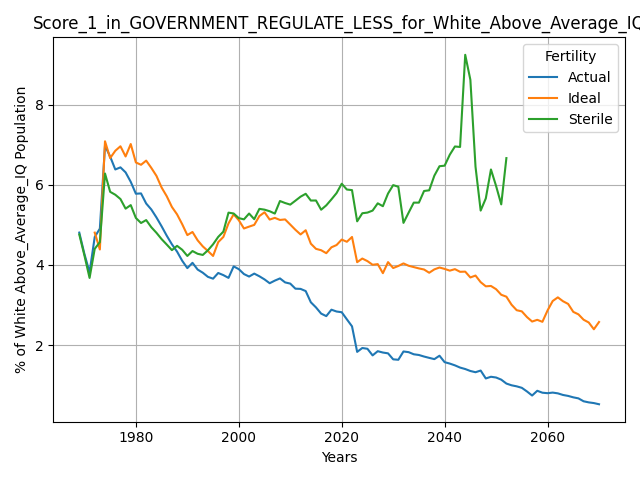 Score_1_in_GOVERNMENT_REGULATE_LESS_for_White_Above_Average_IQ
Fertility
Actual
Ideal
Sterile
% of White Above_Average_IQ Population
8
6
4
2
1980
2000
2020
2040
2060
Years